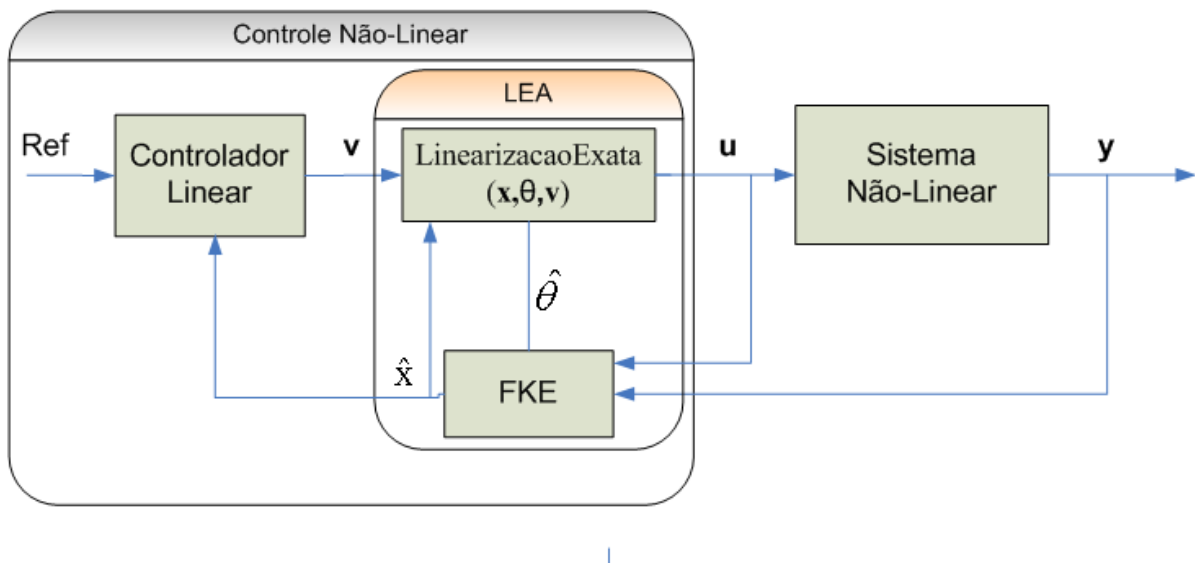 Controle Não-Linear
LEA
Ref
Controlador
Linear
v
LinearizacaoExata
(x,θ,v)
u
Sistema
Não-Linear
y
θ̂
x̂
FKE